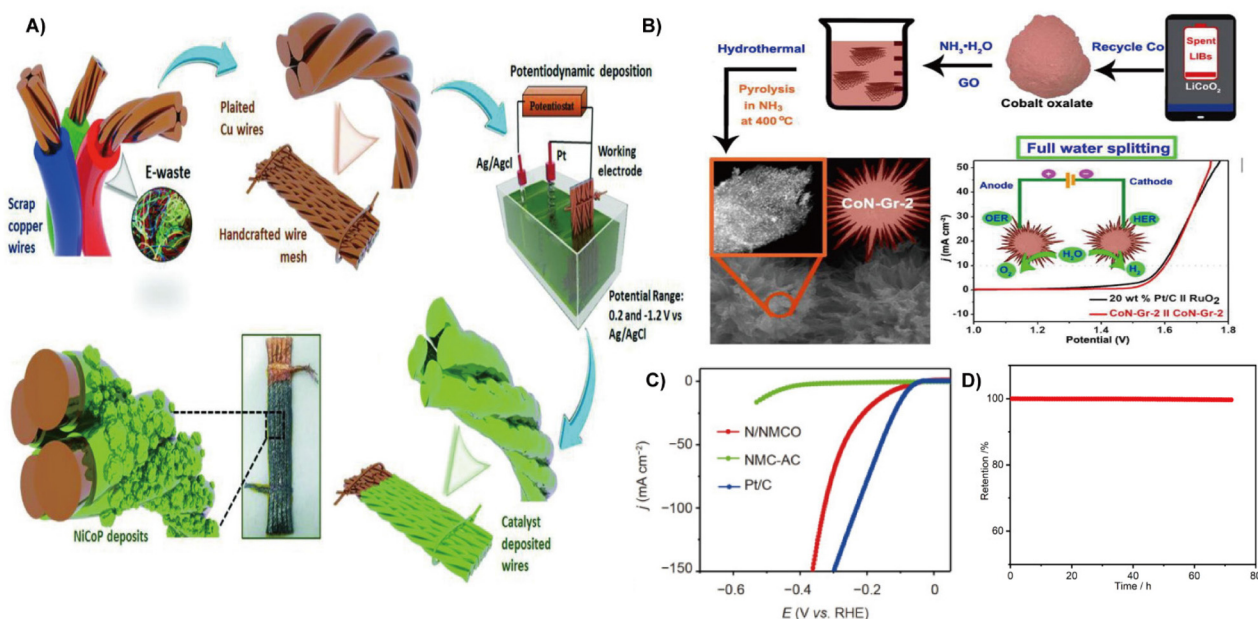 A)
Plaited
Cu wires
Scrap
copper
wires
E-waste
Handcrafted wire
mesh
Potentiodynamic deposition
Potentiostat
Ag/Agcl
Pt
Working
electrode
Potential Range:
0.2 and -1.2 V vs
Ag/AgCl
Catalyst
deposited
wires
NiCoP deposits
B)
Hydrothermal
NH₃•H₂O
GO
Recycle Co
Spent
LIBs
LiCoO₂
Cobalt oxalate
Pyrolysis
in NH₃
at 400 °C
CoN-Gr-2
Full water splitting
Anode
Cathode
OER
HER
H₂O
O₂
H₂
+
-
20 wt % Pt/C II RuO₂
CoN-Gr-2 II CoN-Gr-2
j (mA cm⁻²)
50
40
30
20
10
0
-10
1.0
1.2
1.4
1.6
1.8
Potential (V)
C)
j (mA cm⁻²)
0
−50
−100
−150
N/NMCO
NMC-AC
Pt/C
−0.6
−0.4
−0.2
0
E (V vs. RHE)
D)
Retention /%
100
80
60
40
0
20
40
60
80
Time / h